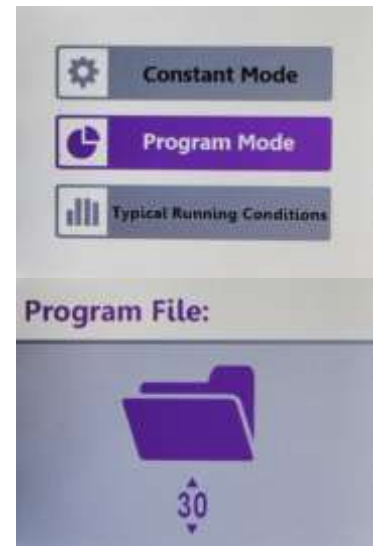 Constant Mode
Program Mode
Typical Running Conditions
Program File:
30